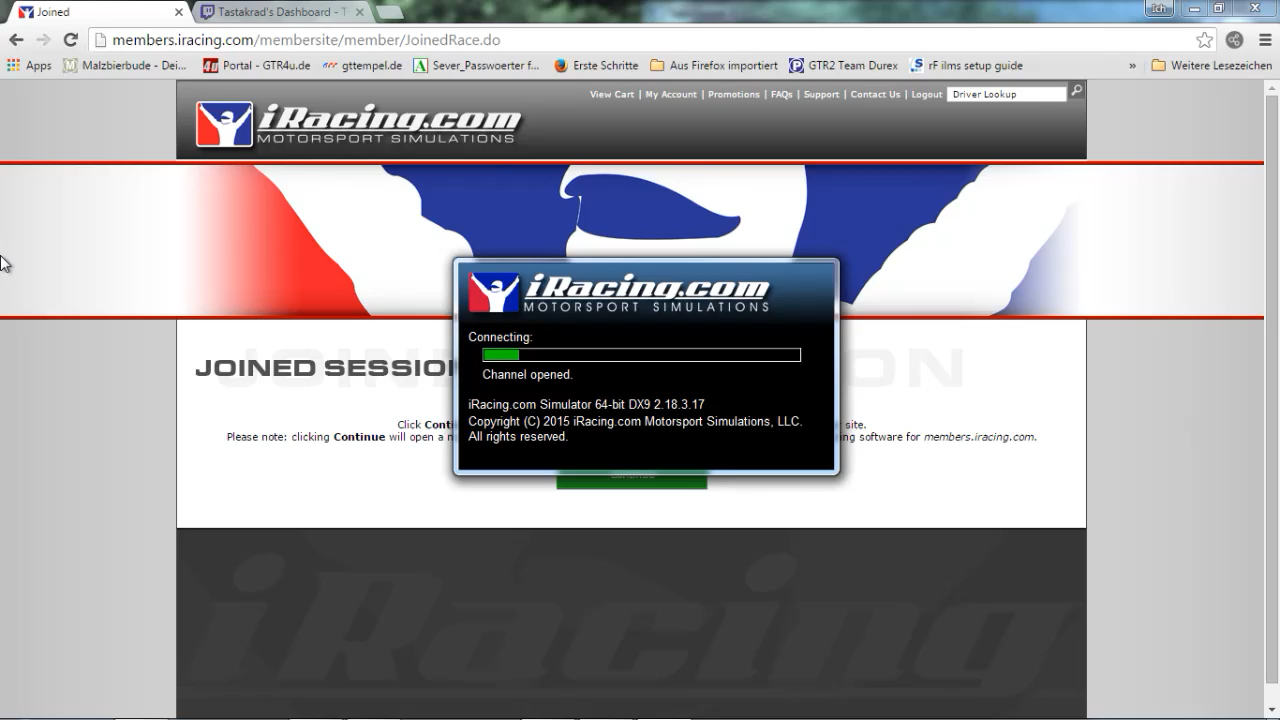 Joined
Tastakrad's Dashboard - T
Ich
members.iracing.com/membersite/member/JoinedRace.do
Apps
Malzbierbude - Dei...
Portal - GTR4u.de
gttempel.de
Sever_Passwoerter f...
Erste Schritte
Aus Firefox importiert
GTR2 Team Durex
rF ilms setup guide
»
Weitere Lesezeichen
View Cart | My Account | Promotions | FAQs | Support | Contact Us | Logout
Driver Lookup
iRacing.com
MOTORSPORT SIMULATIONS
iRacing.com
MOTORSPORT SIMULATIONS
Connecting:
Channel opened.
iRacing.com Simulator 64-bit DX9 2.18.3.17
Copyright (C) 2015 iRacing.com Motorsport Simulations, LLC.
All rights reserved.
JOINED SESSION
Click Conti site.
Please note: clicking Continue will open a n ing software for members.iracing.com.
iRacing